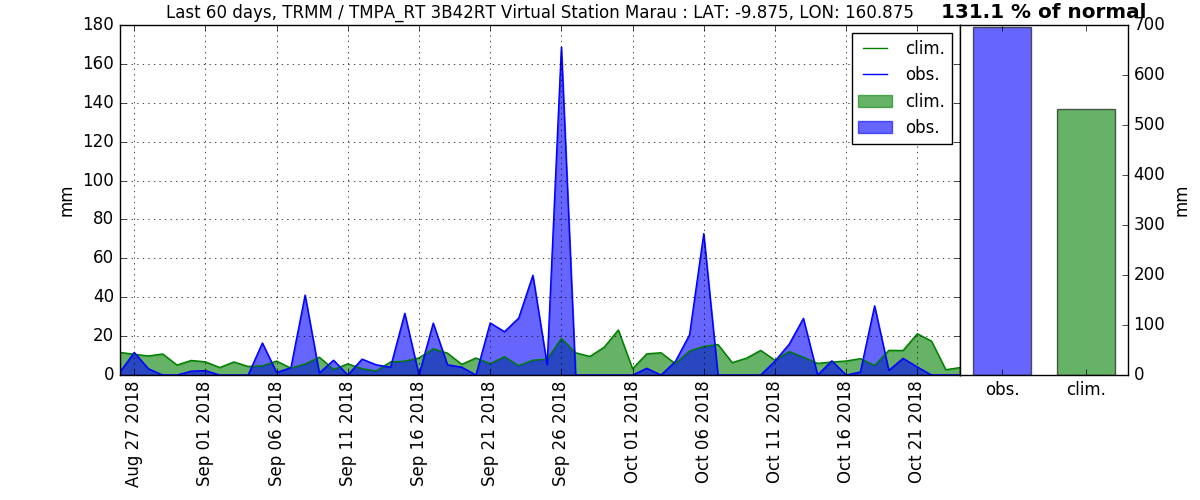 Last 60 days, TRMM / TMPA_RT 3B42RT Virtual Station Marau : LAT: -9.875, LON: 160.875
131.1 % of normal
180
160
140
120
100
80
60
40
20
0
mm
clim.
obs.
clim.
obs.
700
600
500
400
300
200
100
0
mm
obs.
clim.
Aug 27 2018
Sep 01 2018
Sep 06 2018
Sep 11 2018
Sep 16 2018
Sep 21 2018
Sep 26 2018
Oct 01 2018
Oct 06 2018
Oct 11 2018
Oct 16 2018
Oct 21 2018